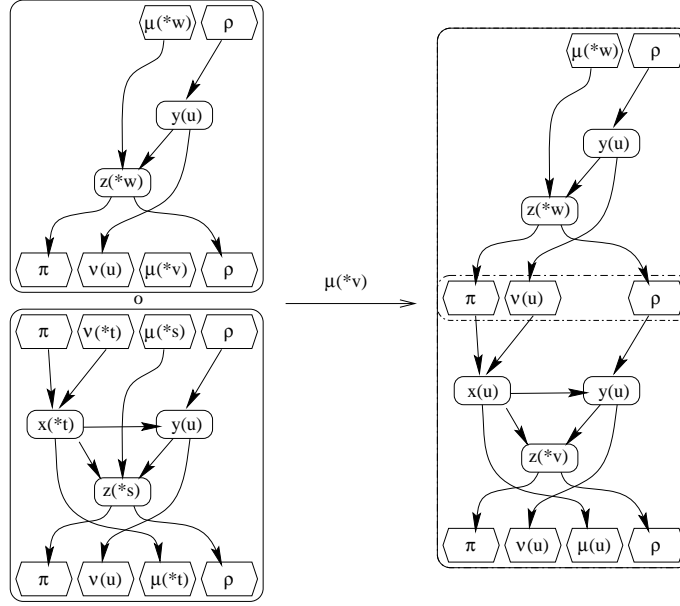 μ(*w) ρ
y(u)
z(*w)
π ν(u) μ(*v) ρ
o
π ν(*t) μ(*s) ρ
x(*t) y(u)
z(*s)
π ν(u) μ(*t) ρ
μ(*v)
μ(*w) ρ
y(u)
z(*w)
π ν(u) ρ
x(u) y(u)
z(*v)
π ν(u) μ(u) ρ